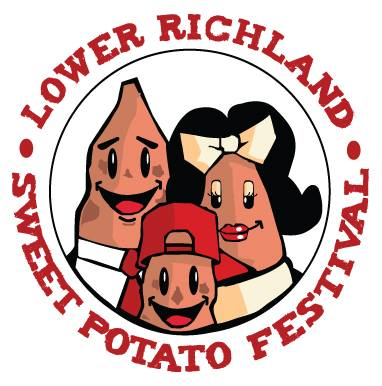 LOWER RICHLAND
SWEET POTATO FESTIVAL